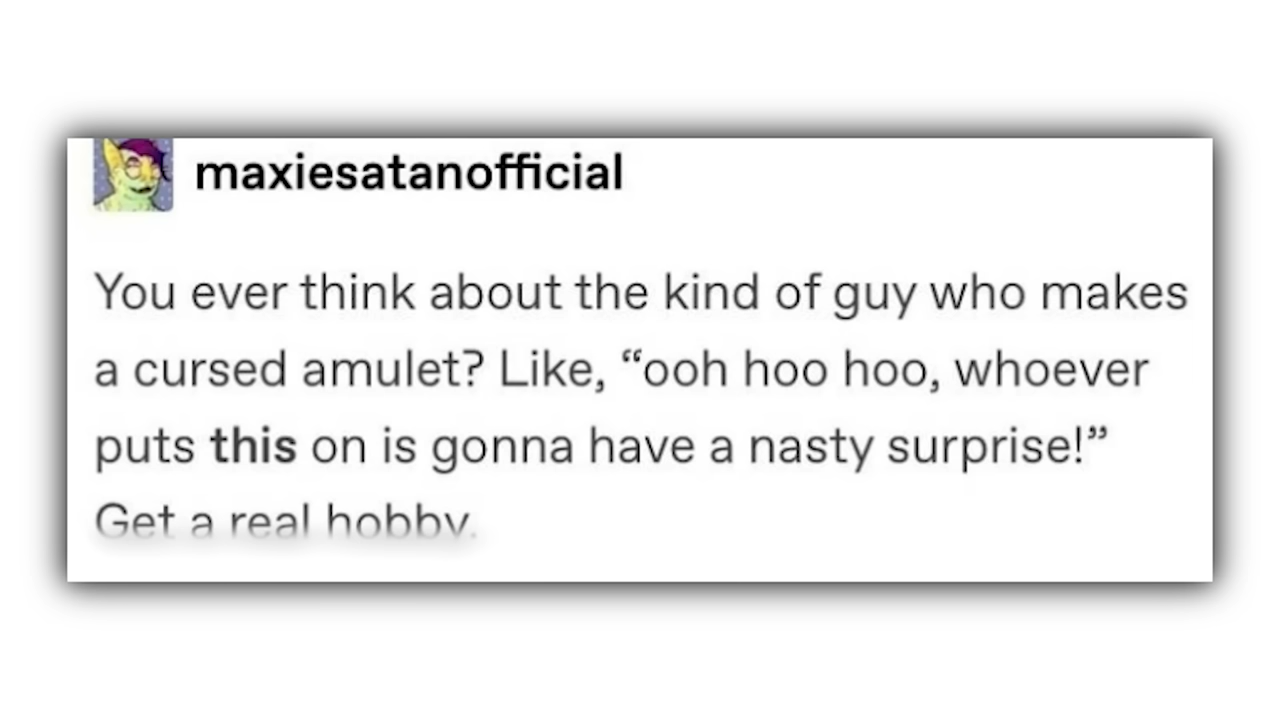 maxiesatanofficial
You ever think about the kind of guy who makes
a cursed amulet? Like, “ooh hoo hoo, whoever
puts this on is gonna have a nasty surprise!”
Get a real hobby.